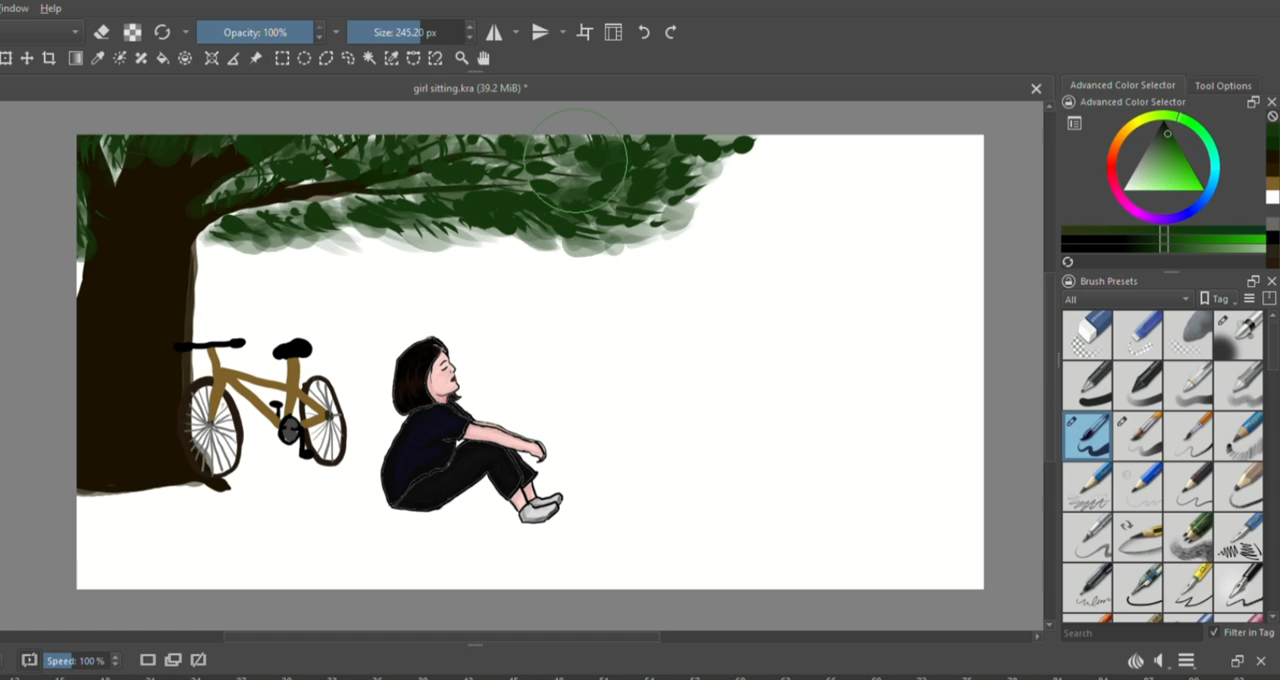 indow Help
Opacity: 100%
Size: 245.20 px
girl sitting.kra (39.2 MiB) *
Advanced Color Selector
Tool Options
Advanced Color Selector
Brush Presets
All
Tag
Search
Filter in Tag
Speed: 100 %